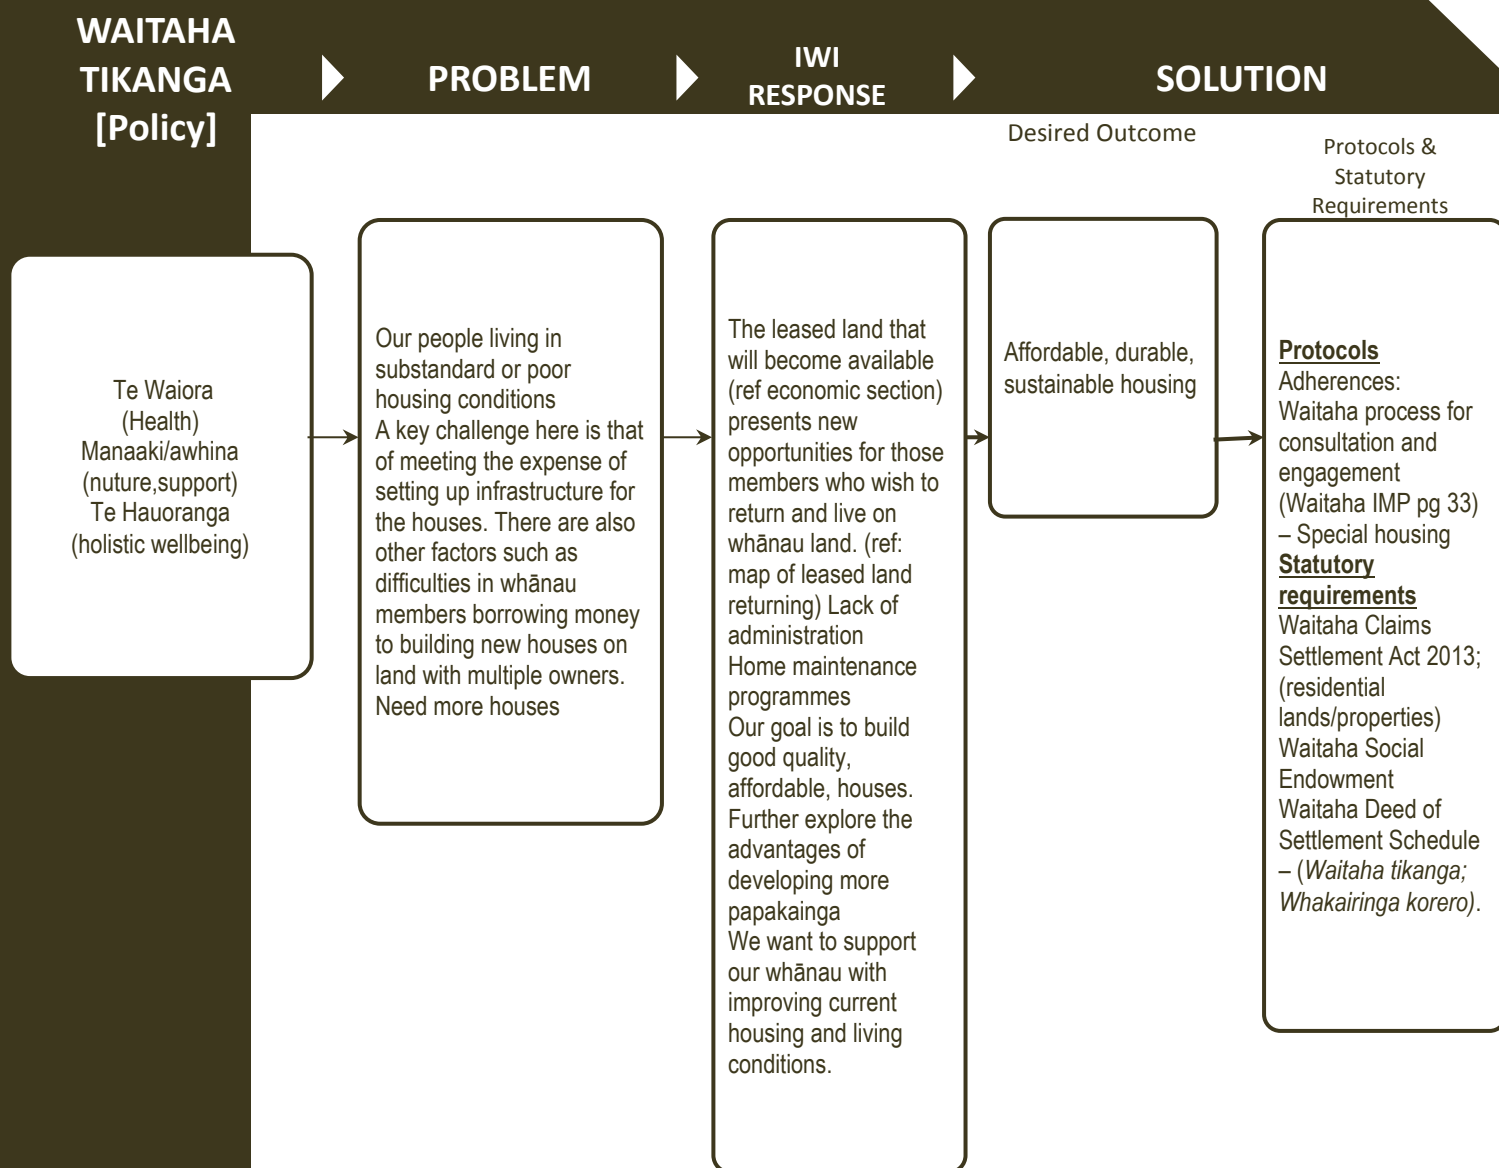 WAITAHA
TIKANGA
[Policy]
PROBLEM
IWI
RESPONSE
SOLUTION
Desired Outcome
Protocols &
Statutory
Requirements
Te Waiora
(Health)
Manaaki/awhina
(nuture,support)
Te Hauoranga
(holistic wellbeing)
Our people living in
substandard or poor
housing conditions
A key challenge here is that
of meeting the expense of
setting up infrastructure for
the houses. There are also
other factors such as
difficulties in whānau
members borrowing money
to building new houses on
land with multiple owners.
Need more houses
The leased land that
will become available
(ref economic section)
presents new
opportunities for those
members who wish to
return and live on
whānau land. (ref:
map of leased land
returning) Lack of
administration
Home maintenance
programmes
Our goal is to build
good quality,
affordable, houses.
Further explore the
advantages of
developing more
papakainga
We want to support
our whānau with
improving current
housing and living
conditions.
Affordable, durable,
sustainable housing
Protocols
Adherences:
Waitaha process for
consultation and
engagement
(Waitaha IMP pg 33)
– Special housing
Statutory
requirements
Waitaha Claims
Settlement Act 2013;
(residential
lands/properties)
Waitaha Social
Endowment
Waitaha Deed of
Settlement Schedule
– (Waitaha tikanga;
Whakairinga korero).